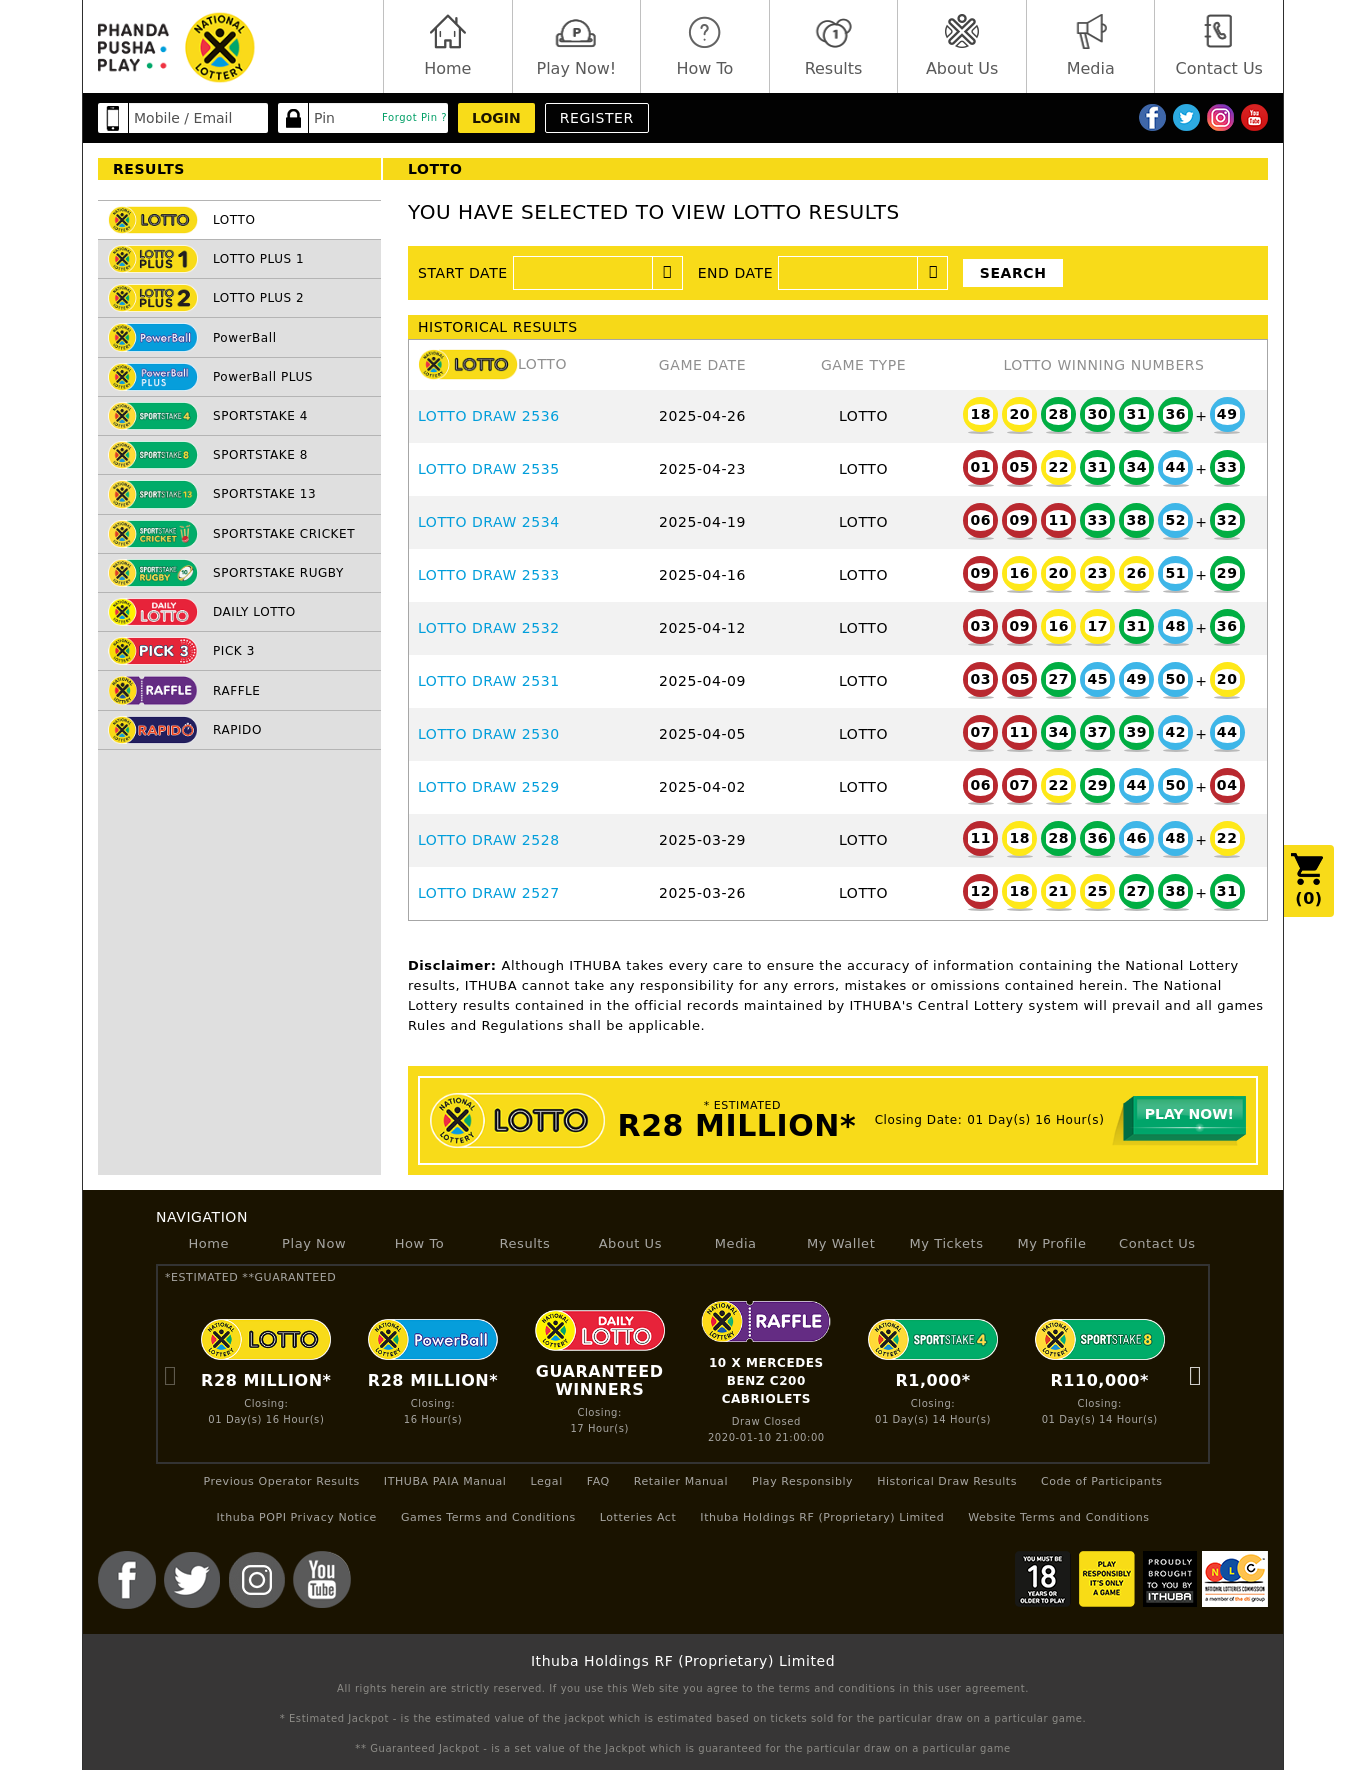 PHANDA
PUSHA
PLAY
NATIONAL
LOTTERY
Home
Play Now!
How To
Results
About Us
Media
Contact Us
Mobile / Email
Pin
Forgot Pin ?
LOGIN
REGISTER
RESULTS
LOTTO
LOTTO LOTTO
LOTTO PLUS 1 LOTTO PLUS 1
LOTTO PLUS 2 LOTTO PLUS 2
PowerBall PowerBall
PowerBall PLUS PowerBall PLUS
SPORTSTAKE 4 SPORTSTAKE 4
SPORTSTAKE 8 SPORTSTAKE 8
SPORTSTAKE 13 SPORTSTAKE 13
SPORTSTAKE CRICKET SPORTSTAKE CRICKET
SPORTSTAKE RUGBY SPORTSTAKE RUGBY
DAILY LOTTO DAILY LOTTO
PICK 3 PICK 3
RAFFLE RAFFLE
RAPIDO RAPIDO
YOU HAVE SELECTED TO VIEW LOTTO RESULTS
START DATE END DATE SEARCH
HISTORICAL RESULTS
LOTTO LOTTO GAME DATE GAME TYPE LOTTO WINNING NUMBERS
LOTTO DRAW 2536 2025-04-26 LOTTO 18 20 28 30 31 36 + 49
LOTTO DRAW 2535 2025-04-23 LOTTO 01 05 22 31 34 44 + 33
LOTTO DRAW 2534 2025-04-19 LOTTO 06 09 11 33 38 52 + 32
LOTTO DRAW 2533 2025-04-16 LOTTO 09 16 20 23 26 51 + 29
LOTTO DRAW 2532 2025-04-12 LOTTO 03 09 16 17 31 48 + 36
LOTTO DRAW 2531 2025-04-09 LOTTO 03 05 27 45 49 50 + 20
LOTTO DRAW 2530 2025-04-05 LOTTO 07 11 34 37 39 42 + 44
LOTTO DRAW 2529 2025-04-02 LOTTO 06 07 22 29 44 50 + 04
LOTTO DRAW 2528 2025-03-29 LOTTO 11 18 28 36 46 48 + 22
LOTTO DRAW 2527 2025-03-26 LOTTO 12 18 21 25 27 38 + 31
(0)
Disclaimer: Although ITHUBA takes every care to ensure the accuracy of information containing the National Lottery
results, ITHUBA cannot take any responsibility for any errors, mistakes or omissions contained herein. The National
Lottery results contained in the official records maintained by ITHUBA's Central Lottery system will prevail and all games
Rules and Regulations shall be applicable.
NATIONAL LOTTERY LOTTO
* ESTIMATED
R28 MILLION*
Closing Date: 01 Day(s) 16 Hour(s)
PLAY NOW!
NAVIGATION
Home Play Now How To Results About Us Media My Wallet My Tickets My Profile Contact Us
*ESTIMATED **GUARANTEED
LOTTO
R28 MILLION*
Closing:
01 Day(s) 16 Hour(s)
PowerBall
R28 MILLION*
Closing:
16 Hour(s)
DAILY LOTTO
GUARANTEED
WINNERS
Closing:
17 Hour(s)
RAFFLE
10 X MERCEDES
BENZ C200
CABRIOLETS
Draw Closed
2020-01-10 21:00:00
SPORTSTAKE 4
R1,000*
Closing:
01 Day(s) 14 Hour(s)
SPORTSTAKE 8
R110,000*
Closing:
01 Day(s) 14 Hour(s)
Previous Operator Results ITHUBA PAIA Manual Legal FAQ Retailer Manual Play Responsibly Historical Draw Results Code of Participants
Ithuba POPI Privacy Notice Games Terms and Conditions Lotteries Act Ithuba Holdings RF (Proprietary) Limited Website Terms and Conditions
You Tube
YOU MUST BE
18
YEARS OR
OLDER TO PLAY
PLAY
RESPONSIBLY
IT'S ONLY
A GAME
PROUDLY
BROUGHT
TO YOU BY
ITHUBA
NLC
NATIONAL LOTTERIES COMMISSION
a member of the dti group
Ithuba Holdings RF (Proprietary) Limited
All rights herein are strictly reserved. If you use this Web site you agree to the terms and conditions in this user agreement.
* Estimated Jackpot - is the estimated value of the jackpot which is estimated based on tickets sold for the particular draw on a particular game.
** Guaranteed Jackpot - is a set value of the Jackpot which is guaranteed for the particular draw on a particular game